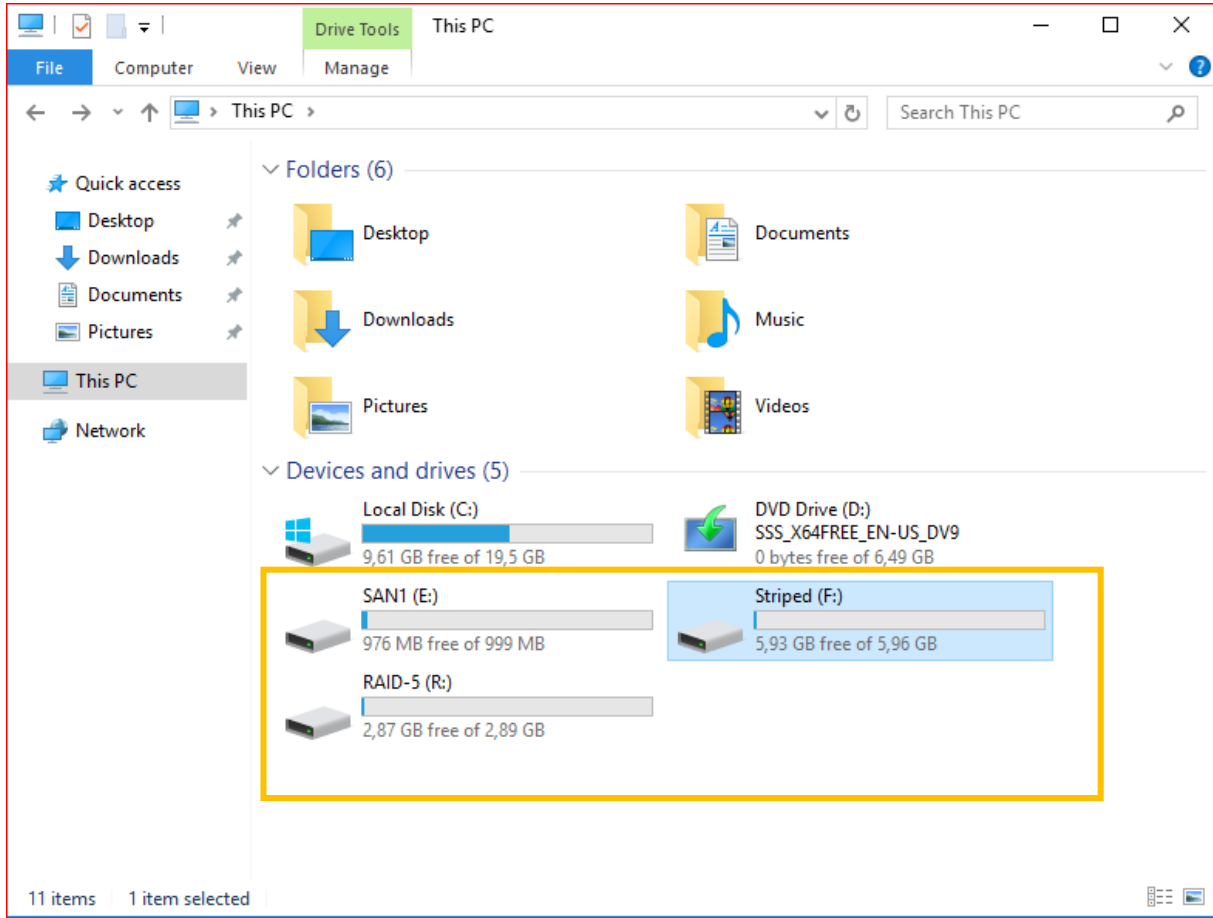 Drive Tools
This PC
File
Computer
View
Manage
This PC
Search This PC
Quick access
Desktop
Downloads
Documents
Pictures
This PC
Network
Folders (6)
Desktop
Documents
Downloads
Music
Pictures
Videos
Devices and drives (5)
Local Disk (C:)
9,61 GB free of 19,5 GB
DVD Drive (D:)
SSS_X64FREE_EN-US_DV9
0 bytes free of 6,49 GB
SAN1 (E:)
976 MB free of 999 MB
Striped (F:)
5,93 GB free of 5,96 GB
RAID-5 (R:)
2,87 GB free of 2,89 GB
11 items
1 item selected